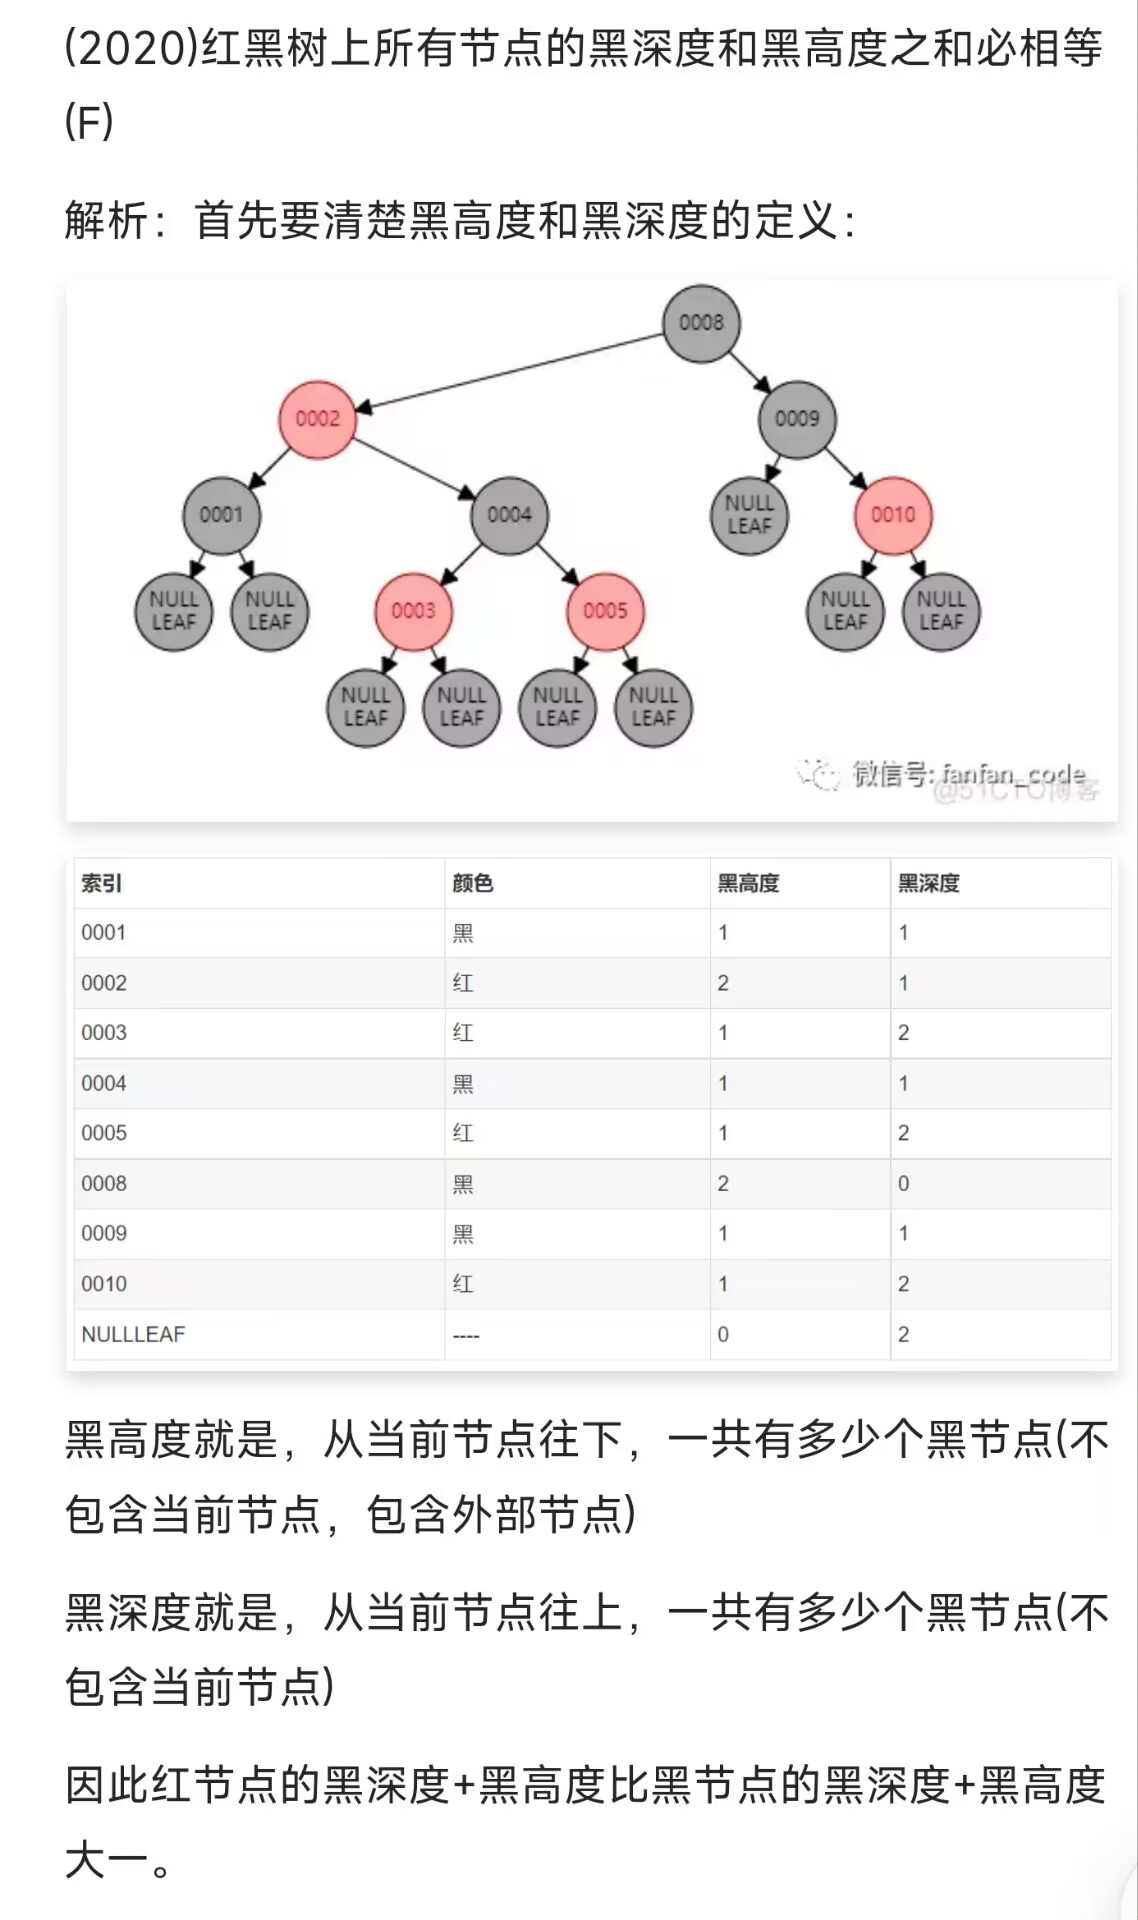 (2020)红黑树上所有节点的黑深度和黑高度之和必相等
(F)
解析：首先要清楚黑高度和黑深度的定义：
0008
0002
0009
0001
0004
NULL
LEAF
0010
NULL
LEAF
NULL
LEAF
0003
0005
NULL
LEAF
NULL
LEAF
NULL
LEAF
NULL
LEAF
NULL
LEAF
NULL
LEAF
微信号: fanfan_code
@51CTO博客
索引 颜色 黑高度 黑深度
0001 黑 1 1
0002 红 2 1
0003 红 1 2
0004 黑 1 1
0005 红 1 2
0008 黑 2 0
0009 黑 1 1
0010 红 1 2
NULLLEAF ---- 0 2
黑高度就是，从当前节点往下，一共有多少个黑节点(不
包含当前节点，包含外部节点)
黑深度就是，从当前节点往上，一共有多少个黑节点(不
包含当前节点)
因此红节点的黑深度+黑高度比黑节点的黑深度+黑高度
大一。